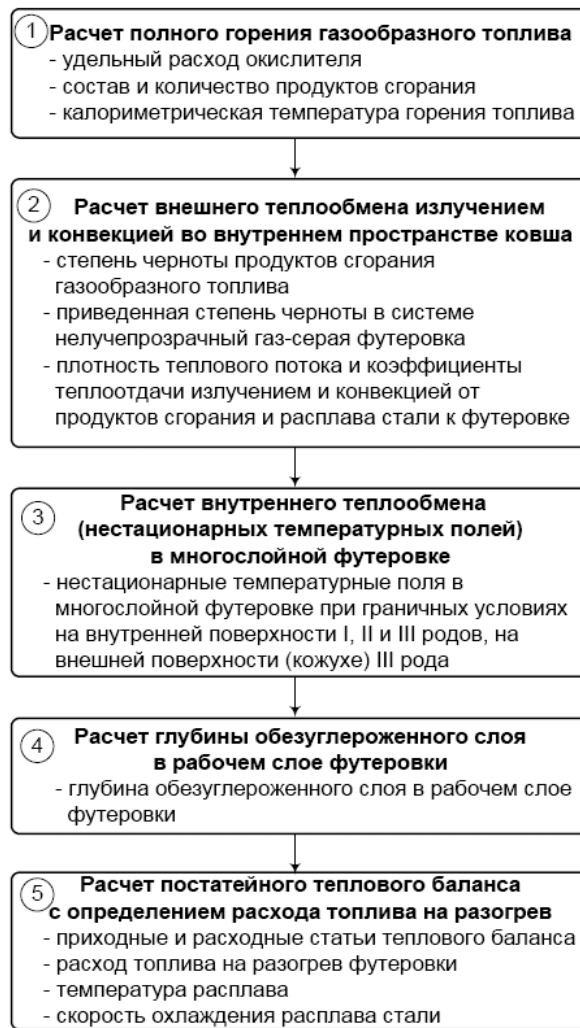 1 Расчет полного горения газообразного топлива
- удельный расход окислителя
- состав и количество продуктов сгорания
- калориметрическая температура горения топлива
2 Расчет внешнего теплообмена излучением
и конвекцией во внутреннем пространстве ковша
- степень черноты продуктов сгорания
газообразного топлива
- приведенная степень черноты в системе
нелучепрозрачный газ-серая футеровка
- плотность теплового потока и коэффициенты
теплоотдачи излучением и конвекцией от
продуктов сгорания и расплава стали к футеровке
3 Расчет внутреннего теплообмена
(нестационарных температурных полей)
в многослойной футеровке
- нестационарные температурные поля в
многослойной футеровке при граничных условиях
на внутренней поверхности I, II и III родов, на
внешней поверхности (кожухе) III рода
4 Расчет глубины обезуглероженного слоя
в рабочем слое футеровки
- глубина обезуглероженного слоя в рабочем слое
футеровки
5 Расчет постатейного теплового баланса
с определением расхода топлива на разогрев
- приходные и расходные статьи теплового баланса
- расход топлива на разогрев футеровки
- температура расплава
- скорость охлаждения расплава стали